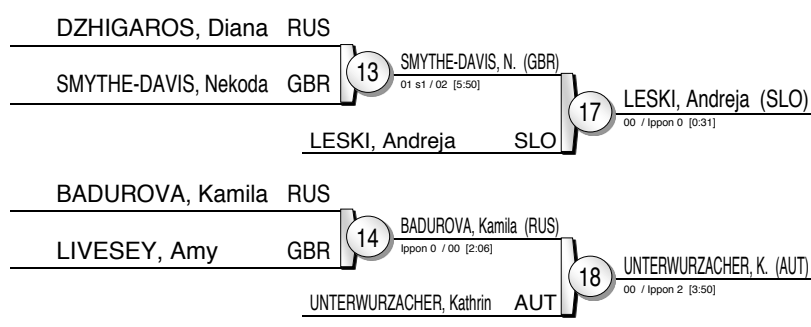 DZHIGAROS, Diana RUS
13
SMYTHE-DAVIS, N. (GBR)
01 s1 / 02 [5:50]
SMYTHE-DAVIS, Nekoda GBR
17
LESKI, Andreja (SLO)
00 / Ippon 0 [0:31]
LESKI, Andreja SLO
BADUROVA, Kamila RUS
14
BADUROVA, Kamila (RUS)
Ippon 0 / 00 [2:06]
LIVESEY, Amy GBR
18
UNTERWURZACHER, K. (AUT)
00 / Ippon 2 [3:50]
UNTERWURZACHER, Kathrin AUT